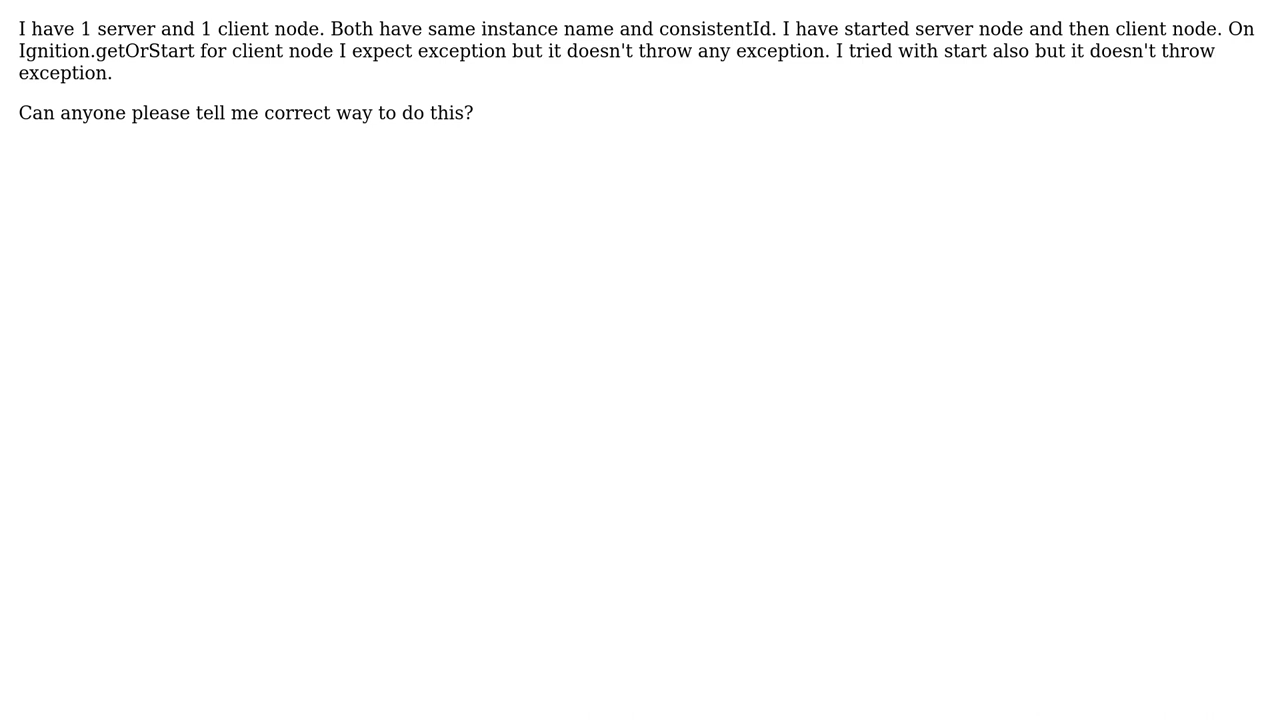 I have 1 server and 1 client node. Both have same instance name and consistentId. I have started server node and then client node. On
Ignition.getOrStart for client node I expect exception but it doesn't throw any exception. I tried with start also but it doesn't throw
exception.
Can anyone please tell me correct way to do this?